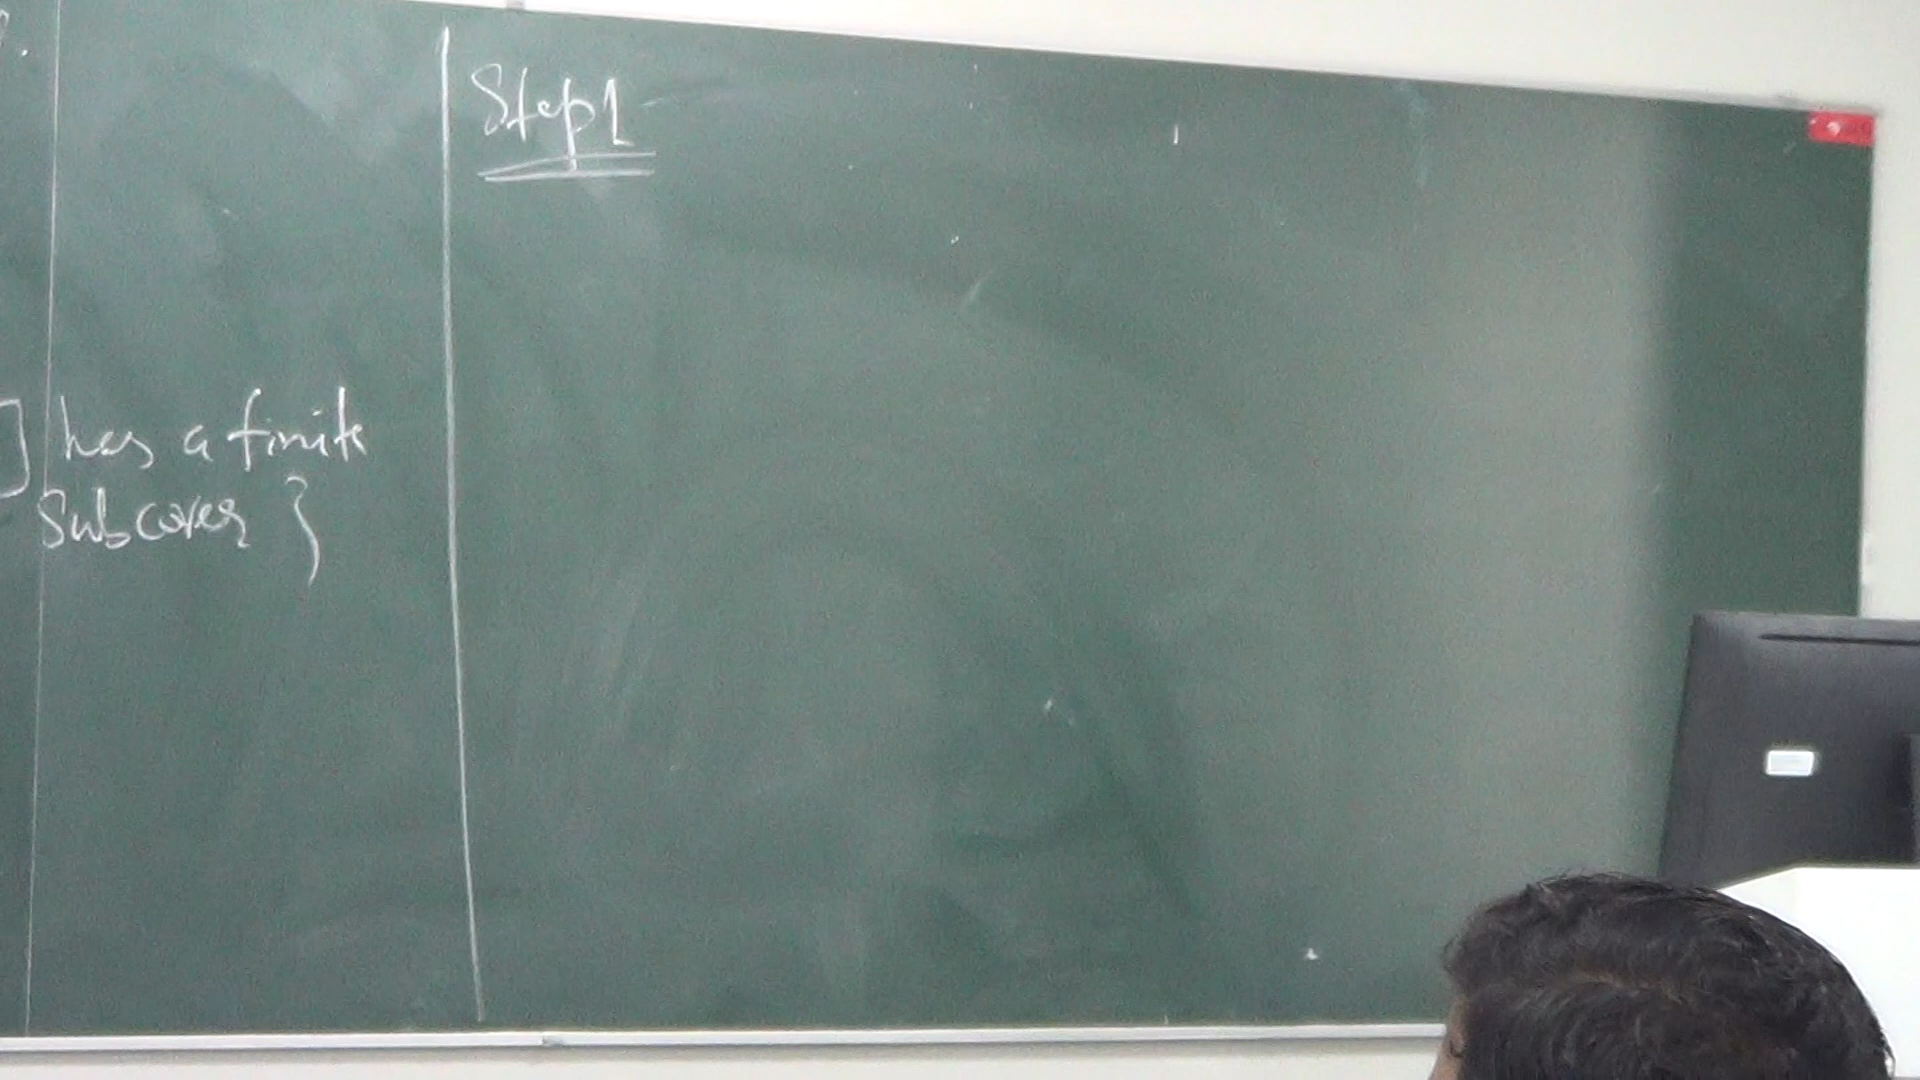 Step 1
] has a finite
Subcover }